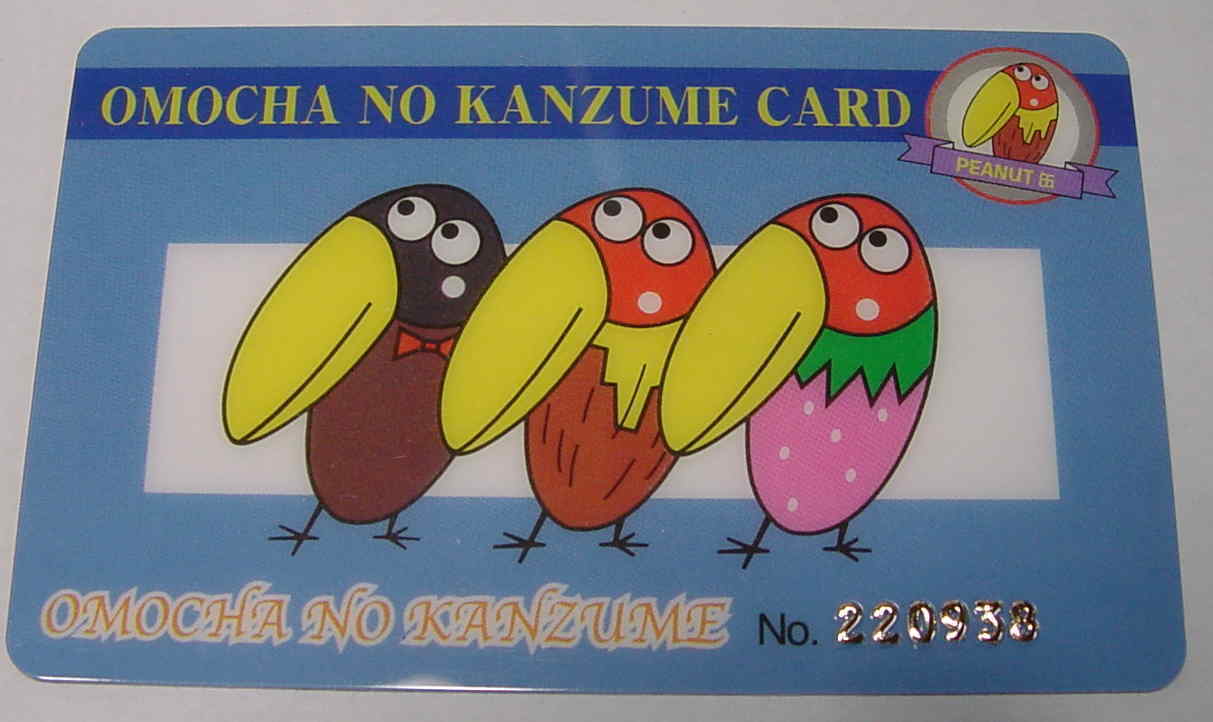 OMOCHA NO KANZUME CARD
PEANUT 缶
OMOCHA NO KANZUME
No. 220938